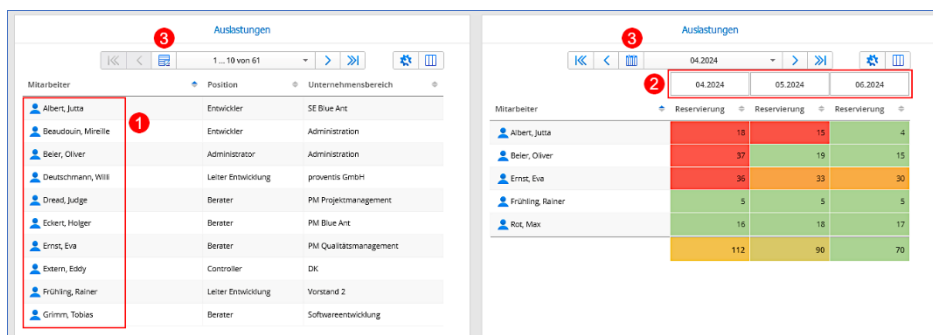 Auslastungen
3
1 ... 10 von 61
Mitarbeiter Position Unternehmensbereich
1
Albert, Jutta Entwickler SE Blue Ant
Beaudouin, Mireille Entwickler Administration
Beier, Oliver Administrator Administration
Deutschmann, Willi Leiter Entwicklung proventis GmbH
Dread, Judge Berater PM Projektmanagement
Eckert, Holger Berater PM Blue Ant
Ernst, Eva Berater PM Qualitätsmanagement
Extern, Eddy Controller DK
Frühling, Rainer Leiter Entwicklung Vorstand 2
Grimm, Tobias Berater Softwareentwicklung
Auslastungen
3
04.2024
2
04.2024 05.2024 06.2024
Mitarbeiter Reservierung Reservierung Reservierung
Albert, Jutta 18 15 4
Beier, Oliver 37 19 15
Ernst, Eva 36 33 30
Frühling, Rainer 5 5 5
Rot, Max 16 18 17
112 90 70